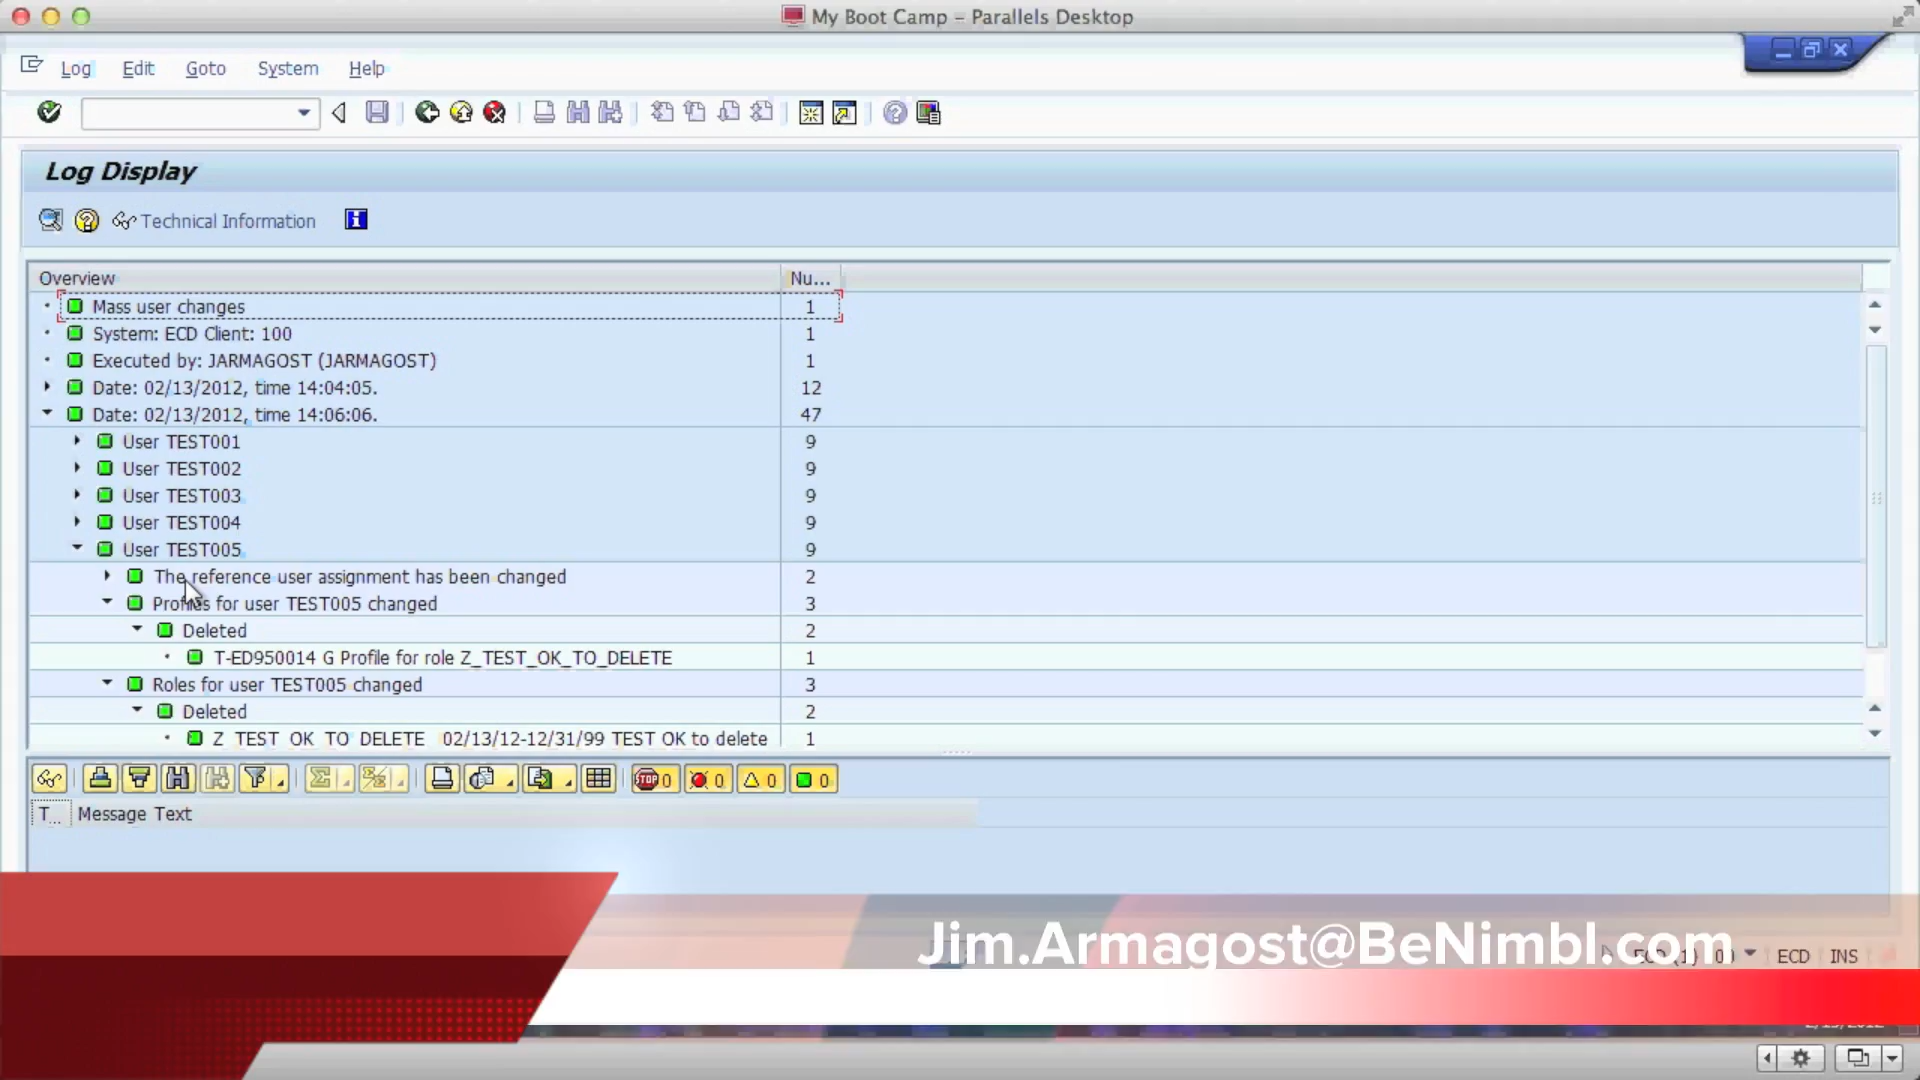 My Boot Camp – Parallels Desktop
Log Edit Goto System Help
Log Display
Technical Information
Overview Nu...
Mass user changes 1
System: ECD Client: 100 1
Executed by: JARMAGOST (JARMAGOST) 1
Date: 02/13/2012, time 14:04:05. 12
Date: 02/13/2012, time 14:06:06. 47
User TEST001 9
User TEST002 9
User TEST003 9
User TEST004 9
User TEST005 9
The reference user assignment has been changed 2
Profiles for user TEST005 changed 3
Deleted 2
T-ED950014 G Profile for role Z_TEST_OK_TO_DELETE 1
Roles for user TEST005 changed 3
Deleted 2
Z_TEST_OK_TO_DELETE 02/13/12-12/31/99 TEST OK to delete 1
STOP 0 0 0 0
T... Message Text
Jim.Armagost@BeNimbl.com
ECD INS